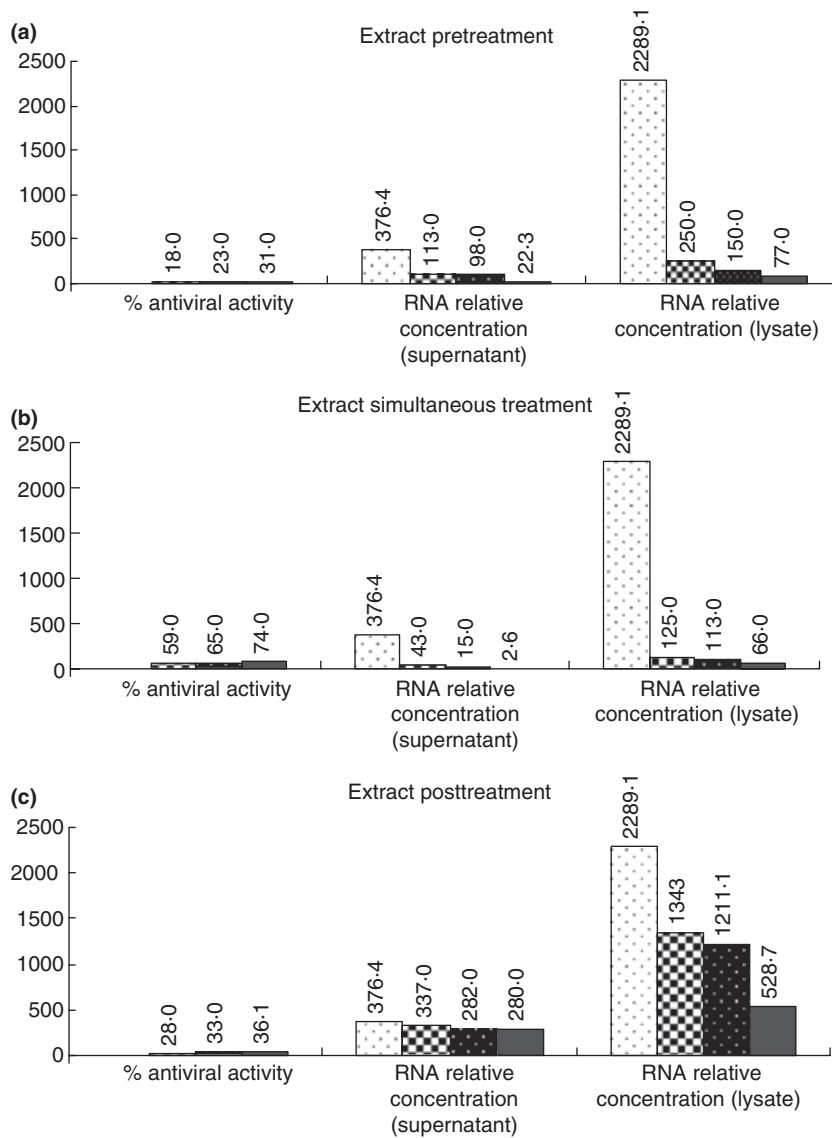 (a)
Extract pretreatment
2500
2000
1500
1000
500
0
18·0
23·0
31·0
376·4
113·0
98·0
22·3
2289·1
250·0
150·0
77·0
% antiviral activity
RNA relative
concentration
(supernatant)
RNA relative
concentration (lysate)
(b)
Extract simultaneous treatment
2500
2000
1500
1000
500
0
59·0
65·0
74·0
376·4
43·0
15·0
2·6
2289·1
125·0
113·0
66·0
% antiviral activity
RNA relative
concentration
(supernatant)
RNA relative
concentration (lysate)
(c)
Extract posttreatment
2500
2000
1500
1000
500
0
28·0
33·0
36·1
376·4
337·0
282·0
280·0
2289·1
1343
1211·1
528·7
% antiviral activity
RNA relative
concentration
(supernatant)
RNA relative
concentration (lysate)